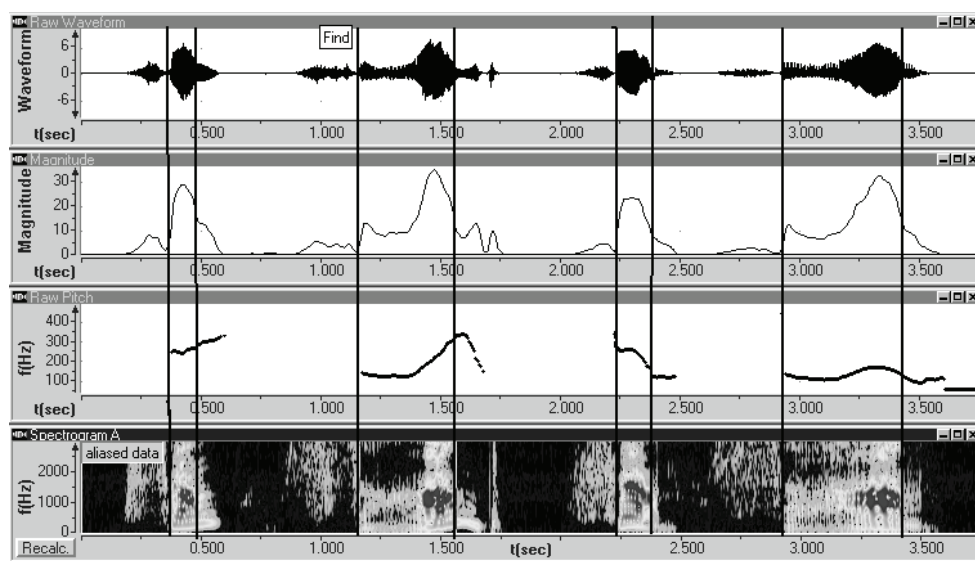 Raw Waveform
Find
Waveform
6
0
-6
t(sec) 0.500 1.000 1.500 2.000 2.500 3.000 3.500
Magnitude
Magnitude
30
20
10
0
t(sec) 0.500 1.000 1.500 2.000 2.500 3.000 3.500
Raw Pitch
f(Hz)
400
300
200
100
t(sec) 0.500 1.000 1.500 2.000 2.500 3.000 3.500
Spectrogram A
aliased data
f(Hz)
2000
1000
0
Recalc. 0.500 1.000 1.500 t(sec) 2.500 3.000 3.500